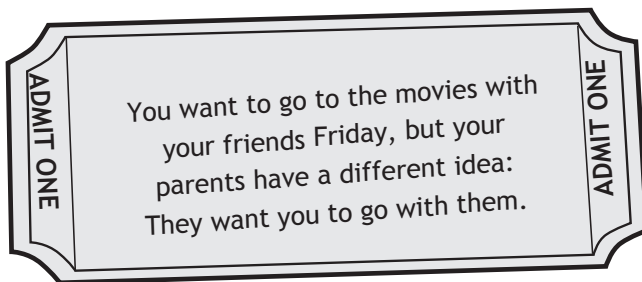 ADMIT ONE
You want to go to the movies with
your friends Friday, but your
parents have a different idea:
They want you to go with them.
ADMIT ONE